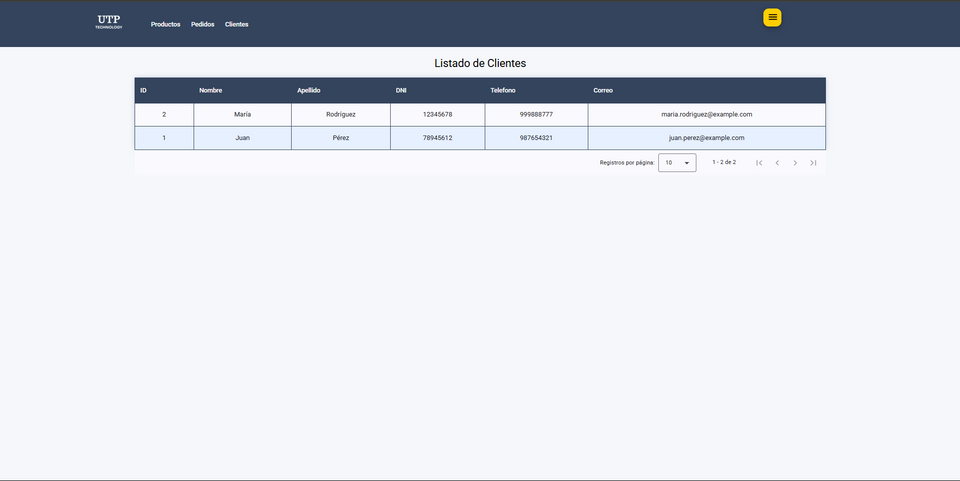 UTP
TECHNOLOGY
Productos Pedidos Clientes
Listado de Clientes
ID Nombre Apellido DNI Telefono Correo
2 María Rodríguez 12345678 999888777 maria.rodriguez@example.com
1 Juan Pérez 78945612 987654321 juan.perez@example.com
Registros por página: 10 1 - 2 de 2